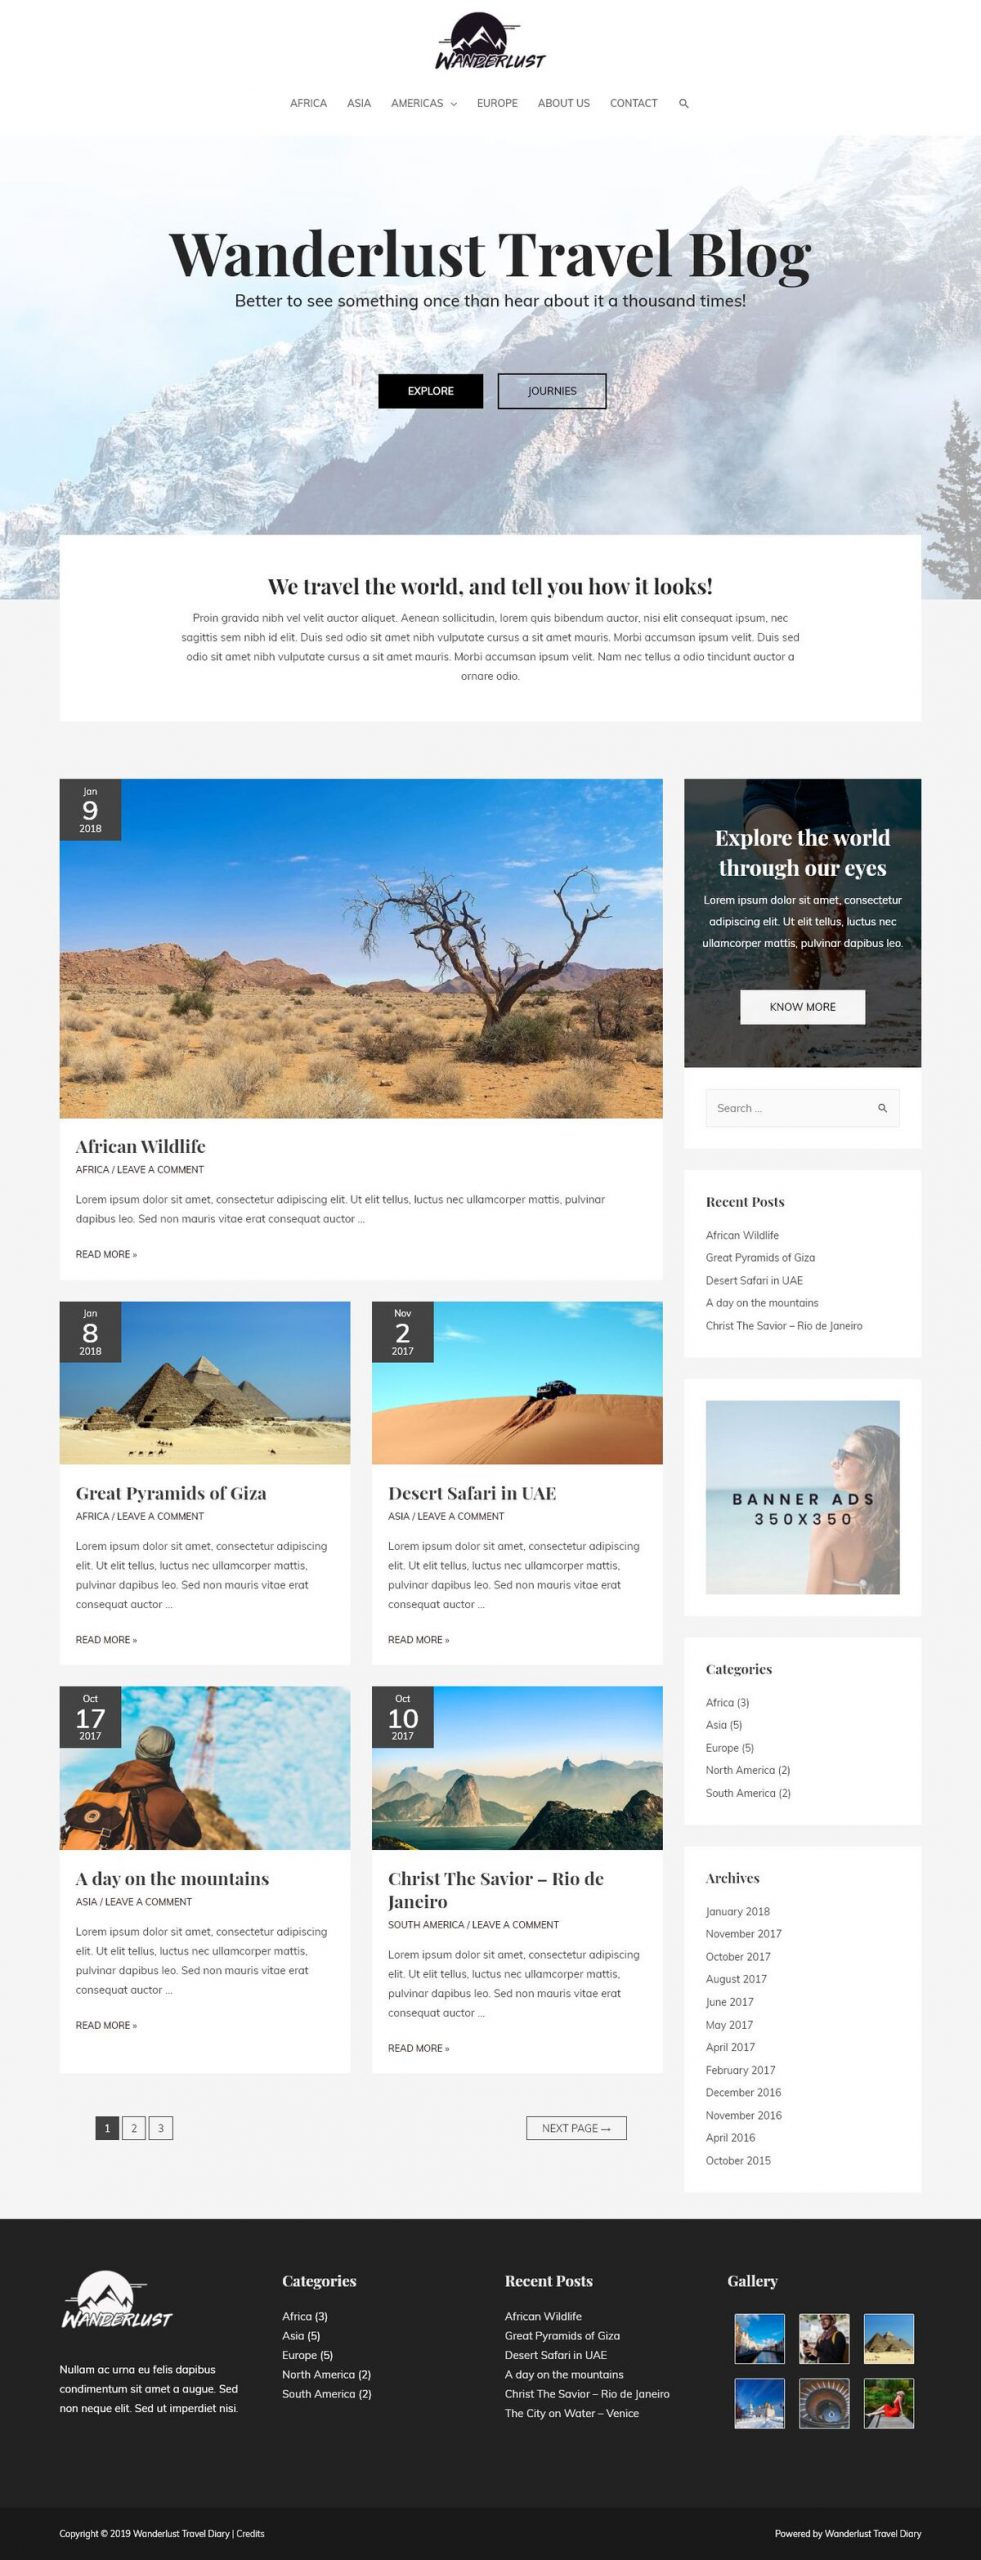 WANDERLUST
AFRICA ASIA AMERICAS EUROPE ABOUT US CONTACT
Wanderlust Travel Blog
Better to see something once than hear about it a thousand times!
EXPLORE JOURNIES
We travel the world, and tell you how it looks!
Proin gravida nibh vel velit auctor aliquet. Aenean sollicitudin, lorem quis bibendum auctor, nisi elit consequat ipsum, nec
sagittis sem nibh id elit. Duis sed odio sit amet nibh vulputate cursus a sit amet mauris. Morbi accumsan ipsum velit. Duis sed
odio sit amet nibh vulputate cursus a sit amet mauris. Morbi accumsan ipsum velit. Nam nec tellus a odio tincidunt auctor a
ornare odio.
Jan
9
2018
African Wildlife
AFRICA / LEAVE A COMMENT
Lorem ipsum dolor sit amet, consectetur adipiscing elit. Ut elit tellus, luctus nec ullamcorper mattis, pulvinar
dapibus leo. Sed non mauris vitae erat consequat auctor ...
READ MORE »
Jan
8
2018
Great Pyramids of Giza
AFRICA / LEAVE A COMMENT
Lorem ipsum dolor sit amet, consectetur adipiscing
elit. Ut elit tellus, luctus nec ullamcorper mattis,
pulvinar dapibus leo. Sed non mauris vitae erat
consequat auctor ...
READ MORE »
Nov
2
2017
Desert Safari in UAE
ASIA / LEAVE A COMMENT
Lorem ipsum dolor sit amet, consectetur adipiscing
elit. Ut elit tellus, luctus nec ullamcorper mattis,
pulvinar dapibus leo. Sed non mauris vitae erat
consequat auctor ...
READ MORE »
Oct
17
2017
A day on the mountains
ASIA / LEAVE A COMMENT
Lorem ipsum dolor sit amet, consectetur adipiscing
elit. Ut elit tellus, luctus nec ullamcorper mattis,
pulvinar dapibus leo. Sed non mauris vitae erat
consequat auctor ...
READ MORE »
Oct
10
2017
Christ The Savior – Rio de
Janeiro
SOUTH AMERICA / LEAVE A COMMENT
Lorem ipsum dolor sit amet, consectetur adipiscing
elit. Ut elit tellus, luctus nec ullamcorper mattis,
pulvinar dapibus leo. Sed non mauris vitae erat
consequat auctor ...
READ MORE »
1 2 3
NEXT PAGE →
Explore the world
through our eyes
Lorem ipsum dolor sit amet, consectetur
adipiscing elit. Ut elit tellus, luctus nec
ullamcorper mattis, pulvinar dapibus leo.
KNOW MORE
Search ...
Recent Posts
African Wildlife
Great Pyramids of Giza
Desert Safari in UAE
A day on the mountains
Christ The Savior – Rio de Janeiro
BANNER ADS
350X350
Categories
Africa (3)
Asia (5)
Europe (5)
North America (2)
South America (2)
Archives
January 2018
November 2017
October 2017
August 2017
June 2017
May 2017
April 2017
February 2017
December 2016
November 2016
April 2016
October 2015
WANDERLUST
Nullam ac urna eu felis dapibus
condimentum sit amet a augue. Sed
non neque elit. Sed ut imperdiet nisi.
Categories
Africa (3)
Asia (5)
Europe (5)
North America (2)
South America (2)
Recent Posts
African Wildlife
Great Pyramids of Giza
Desert Safari in UAE
A day on the mountains
Christ The Savior – Rio de Janeiro
The City on Water – Venice
Gallery
Copyright © 2019 Wanderlust Travel Diary | Credits
Powered by Wanderlust Travel Diary